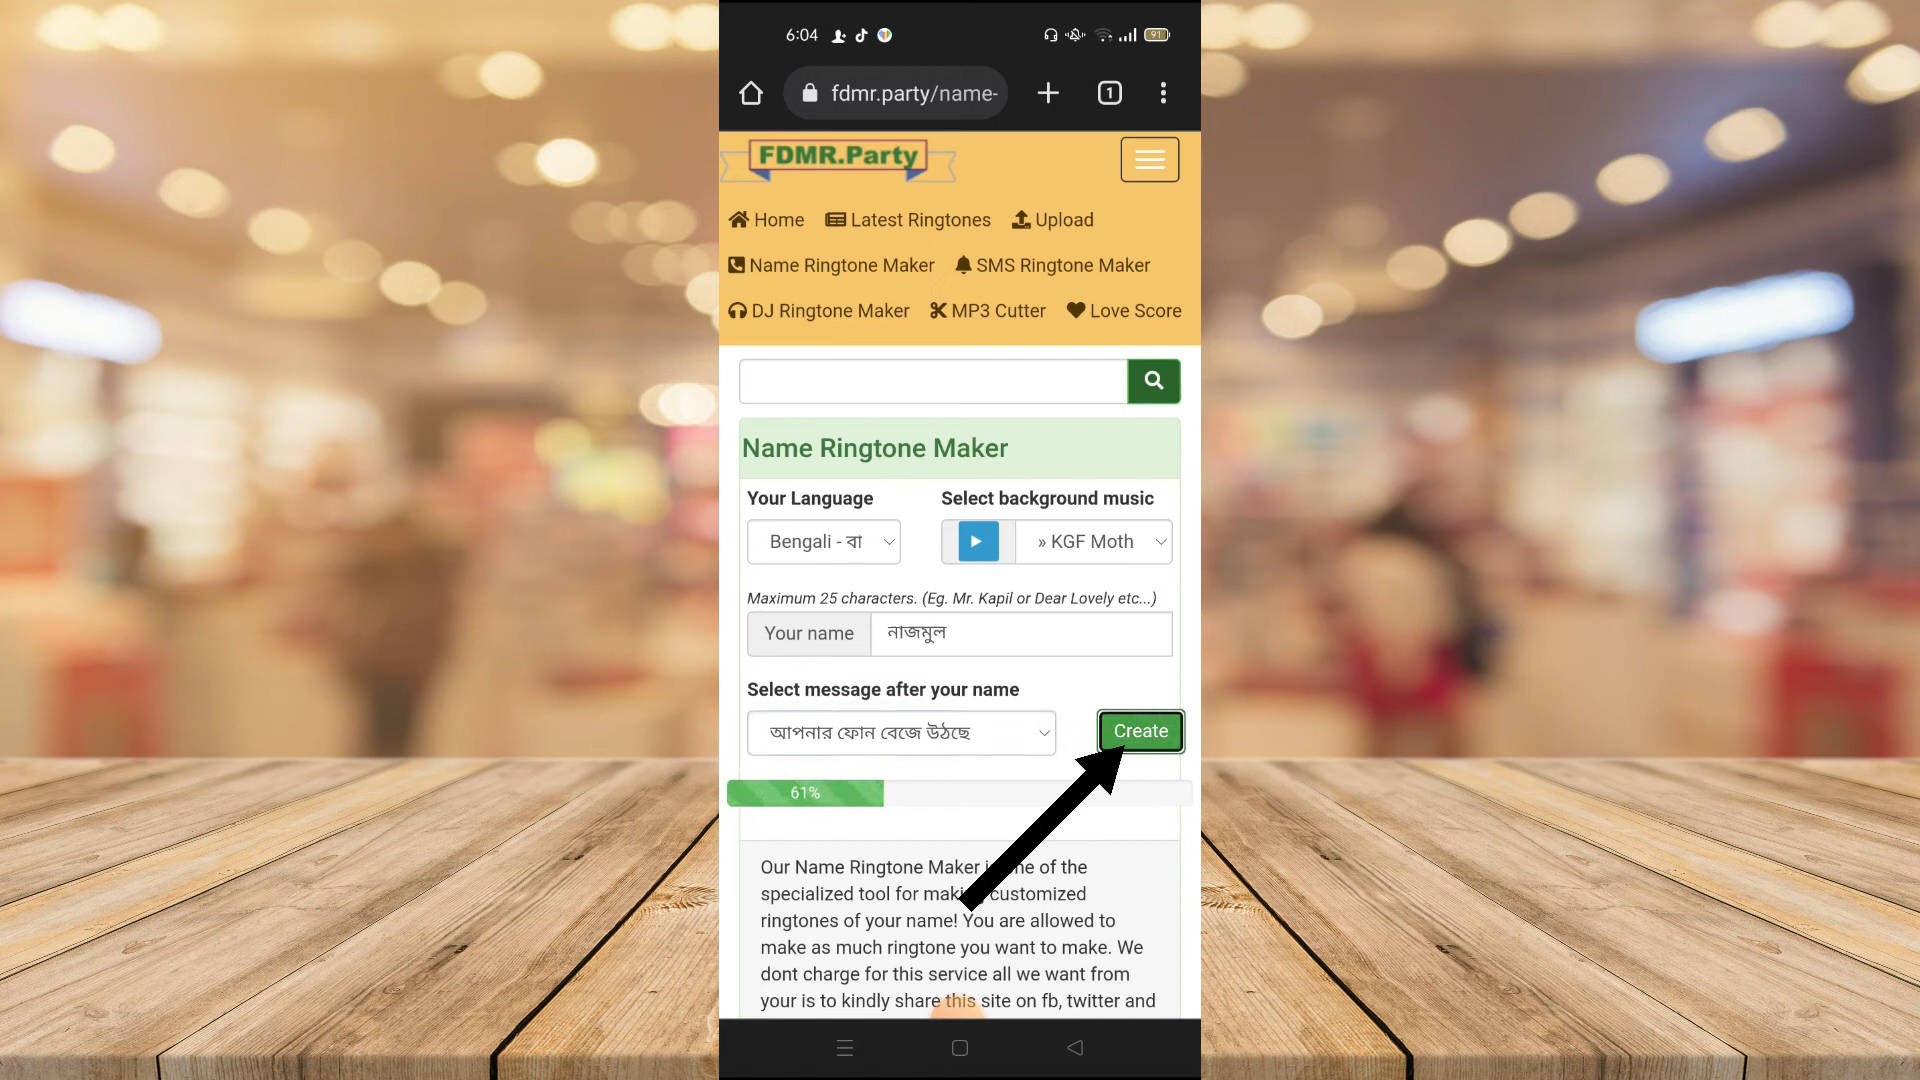 6:04
91
fdmr.party/name-
1
FDMR.Party
Home Latest Ringtones Upload
Name Ringtone Maker SMS Ringtone Maker
DJ Ringtone Maker MP3 Cutter Love Score
Name Ringtone Maker
Your Language Select background music
Bengali - বা » KGF Moth
Maximum 25 characters. (Eg. Mr. Kapil or Dear Lovely etc...)
Your name নাজমুল
Select message after your name
আপনার ফোন বেজে উঠছে Create
61%
Our Name Ringtone Maker of the
specialized tool for customized
ringtones of your name! You are allowed to
make as much ringtone you want to make. We
dont charge for this service all we want from
your is to kindly share this site on fb, twitter and